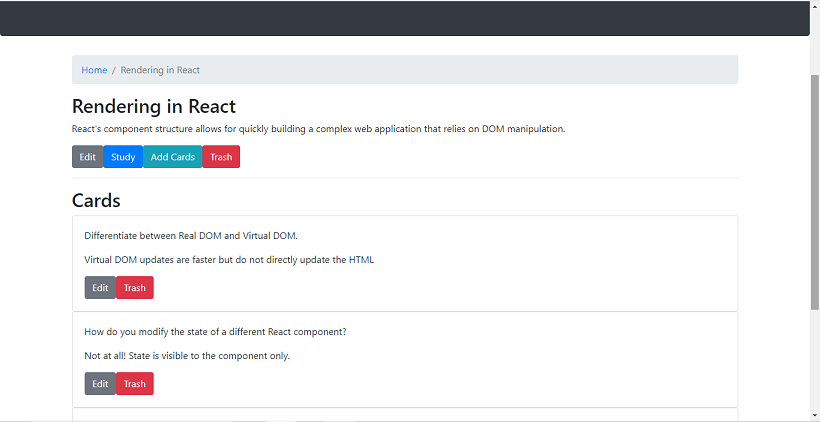 Home / Rendering in React
Rendering in React
React's component structure allows for quickly building a complex web application that relies on DOM manipulation.
Edit Study Add Cards Trash
Cards
Differentiate between Real DOM and Virtual DOM.
Virtual DOM updates are faster but do not directly update the HTML
Edit Trash
How do you modify the state of a different React component?
Not at all! State is visible to the component only.
Edit Trash